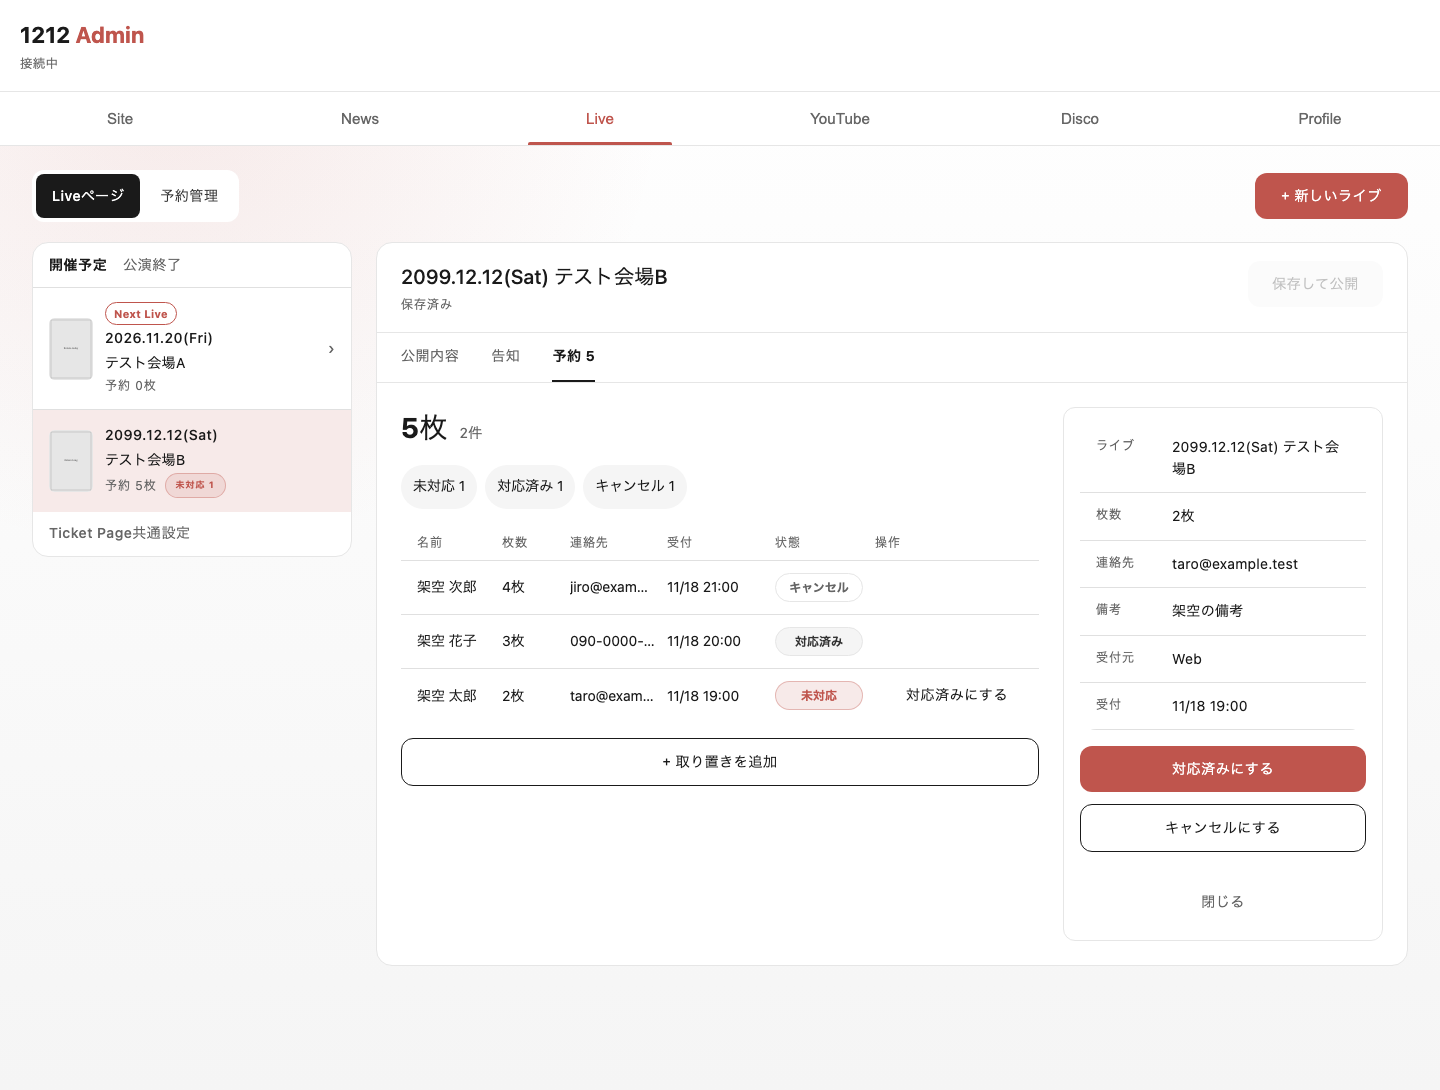 1212 Admin
接続中
Site
News
Live
YouTube
Disco
Profile
Liveページ
予約管理
+ 新しいライブ
開催予定
公演終了
Next Live
2026.11.20(Fri)
テスト会場A
予約 0枚
›
2099.12.12(Sat)
テスト会場B
予約 5枚 未対応 1
Ticket Page共通設定
2099.12.12(Sat) テスト会場B
保存済み
保存して公開
公開内容
告知
予約 5
5枚 2件
未対応 1
対応済み 1
キャンセル 1
名前 枚数 連絡先 受付 状態 操作
架空 次郎 4枚 jiro@exam... 11/18 21:00 キャンセル
架空 花子 3枚 090-0000-... 11/18 20:00 対応済み
架空 太郎 2枚 taro@exam... 11/18 19:00 未対応 対応済みにする
+ 取り置きを追加
ライブ 2099.12.12(Sat) テスト会
場B
枚数 2枚
連絡先 taro@example.test
備考 架空の備考
受付元 Web
受付 11/18 19:00
対応済みにする
キャンセルにする
閉じる